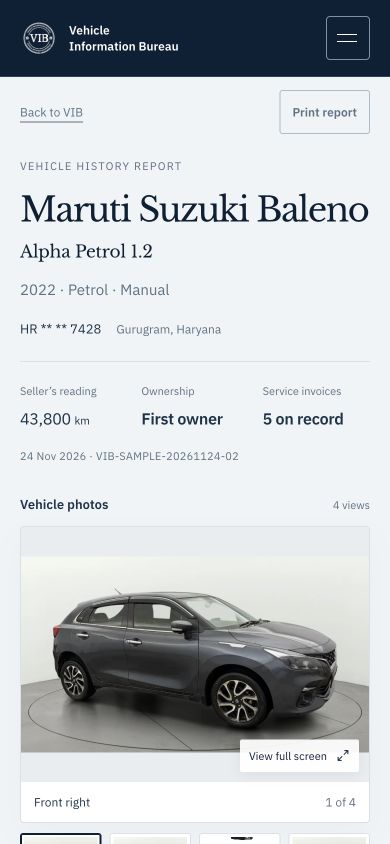 VIB
Vehicle
Information Bureau
Back to VIB
Print report
VEHICLE HISTORY REPORT
Maruti Suzuki Baleno
Alpha Petrol 1.2
2022 · Petrol · Manual
HR ** ** 7428 Gurugram, Haryana
Seller's reading Ownership Service invoices
43,800 km First owner 5 on record
24 Nov 2026 · VIB-SAMPLE-20261124-02
Vehicle photos 4 views
View full screen
Front right 1 of 4